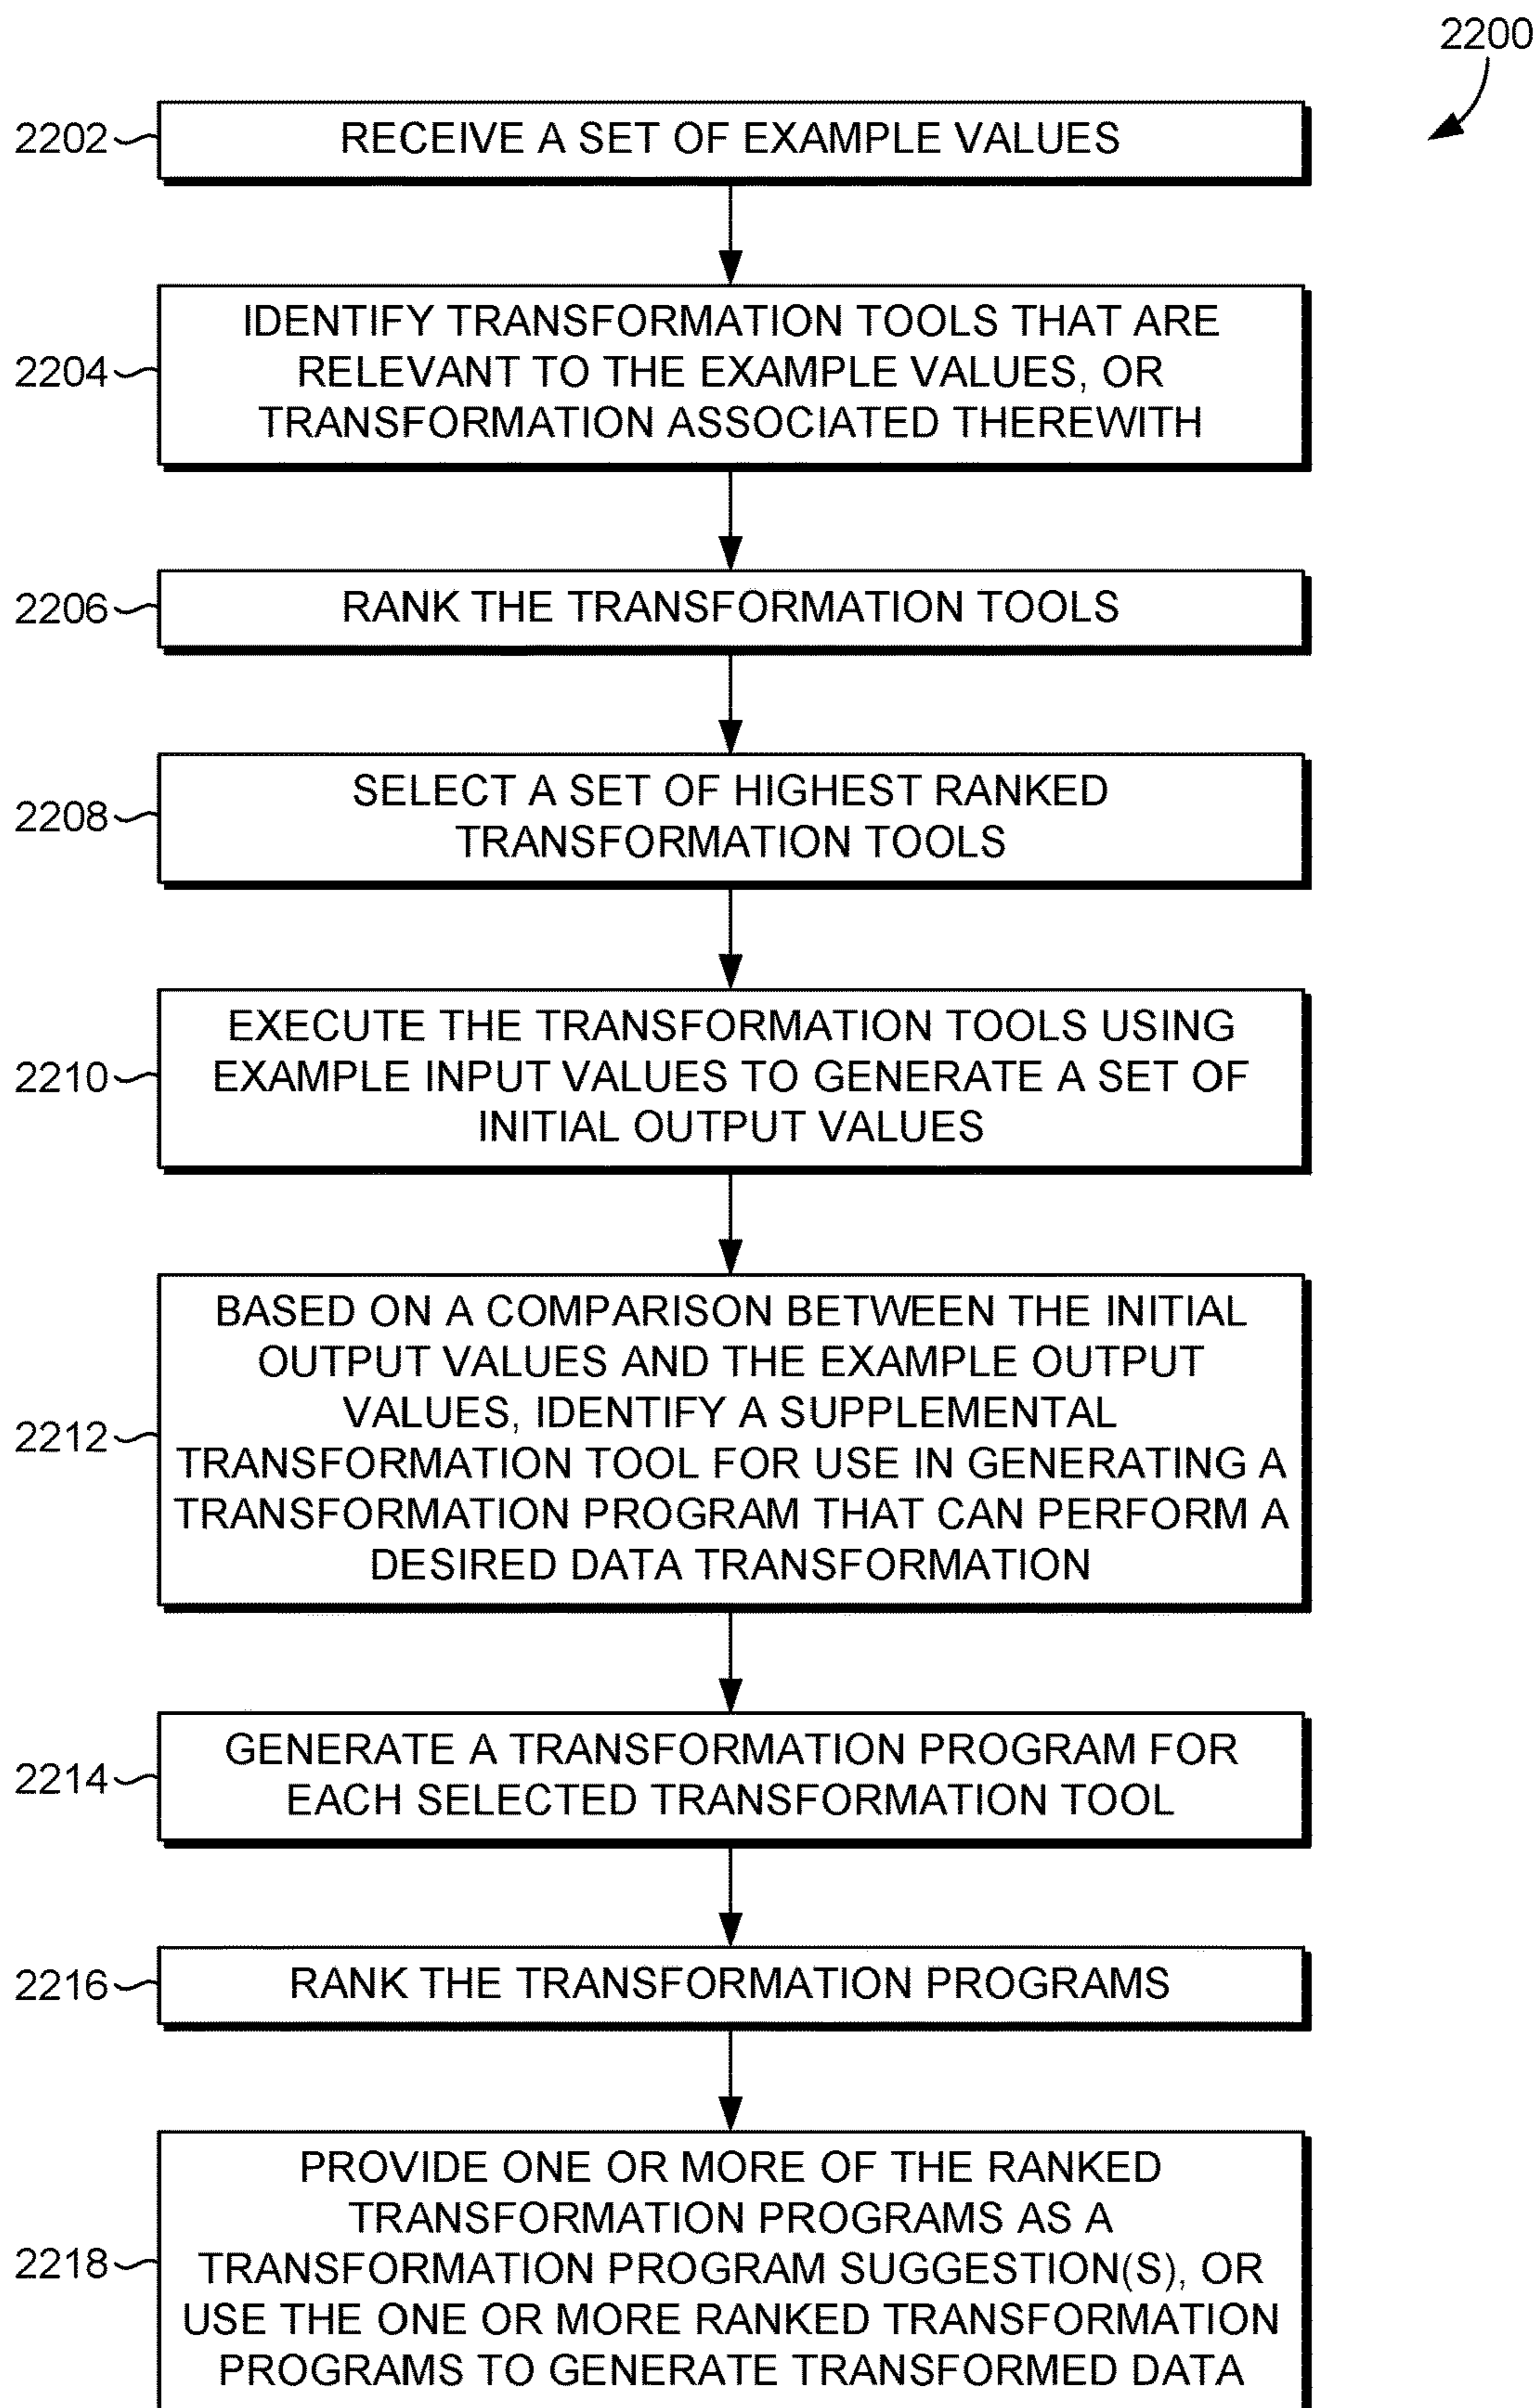 2200
2202
RECEIVE A SET OF EXAMPLE VALUES
2204
IDENTIFY TRANSFORMATION TOOLS THAT ARE
RELEVANT TO THE EXAMPLE VALUES, OR
TRANSFORMATION ASSOCIATED THEREWITH
2206
RANK THE TRANSFORMATION TOOLS
2208
SELECT A SET OF HIGHEST RANKED
TRANSFORMATION TOOLS
2210
EXECUTE THE TRANSFORMATION TOOLS USING
EXAMPLE INPUT VALUES TO GENERATE A SET OF
INITIAL OUTPUT VALUES
2212
BASED ON A COMPARISON BETWEEN THE INITIAL
OUTPUT VALUES AND THE EXAMPLE OUTPUT
VALUES, IDENTIFY A SUPPLEMENTAL
TRANSFORMATION TOOL FOR USE IN GENERATING A
TRANSFORMATION PROGRAM THAT CAN PERFORM A
DESIRED DATA TRANSFORMATION
2214
GENERATE A TRANSFORMATION PROGRAM FOR
EACH SELECTED TRANSFORMATION TOOL
2216
RANK THE TRANSFORMATION PROGRAMS
2218
PROVIDE ONE OR MORE OF THE RANKED
TRANSFORMATION PROGRAMS AS A
TRANSFORMATION PROGRAM SUGGESTION(S), OR
USE THE ONE OR MORE RANKED TRANSFORMATION
PROGRAMS TO GENERATE TRANSFORMED DATA